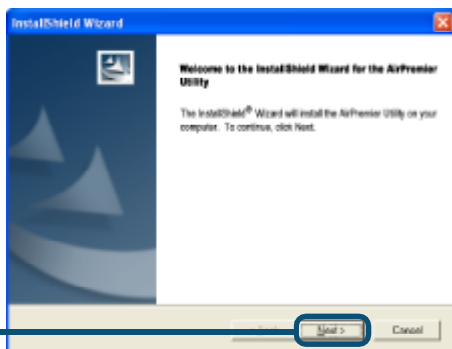 InstallShield Wizard
Welcome to the InstallShield Wizard for the AirPremier
Utility
The InstallShield® Wizard will install the AirPremier Utility on your
computer. To continue, click Next.
Next > Cancel